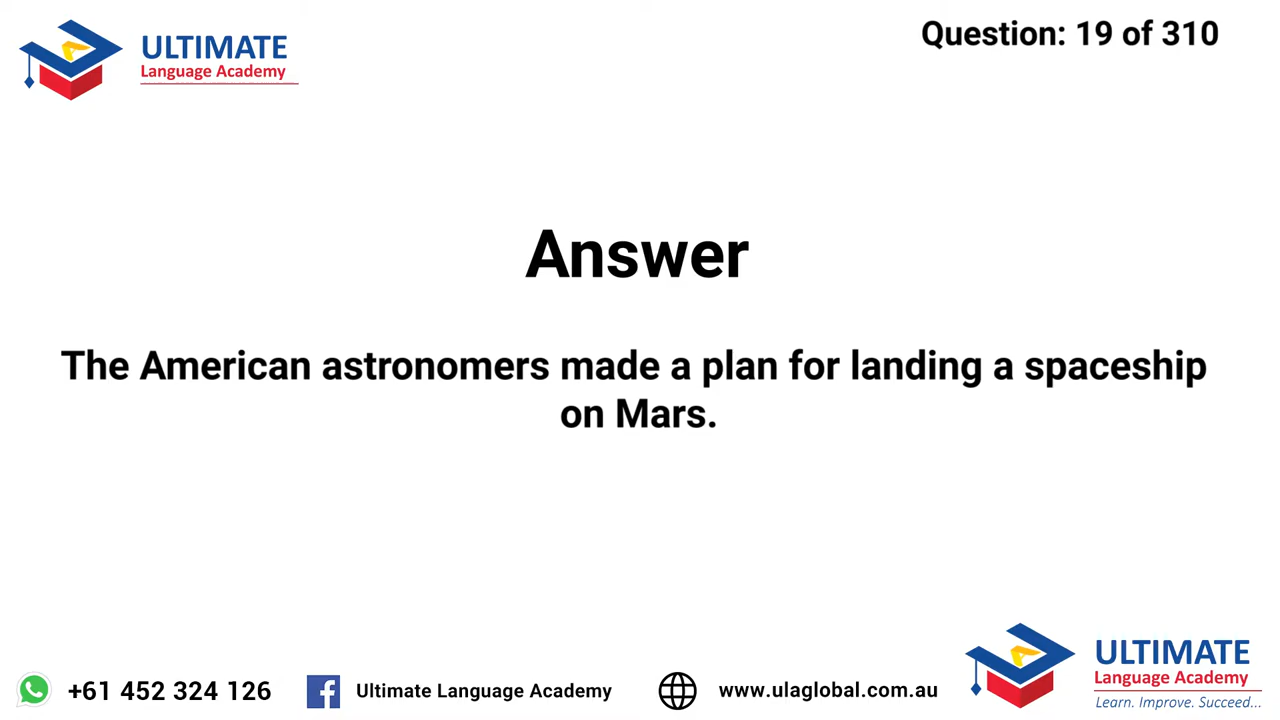 ULTIMATE
Language Academy
Question: 19 of 310
Answer
The American astronomers made a plan for landing a spaceship
on Mars.
+61 452 324 126
Ultimate Language Academy
www.ulaglobal.com.au
ULTIMATE
Language Academy
Learn. Improve. Succeed...